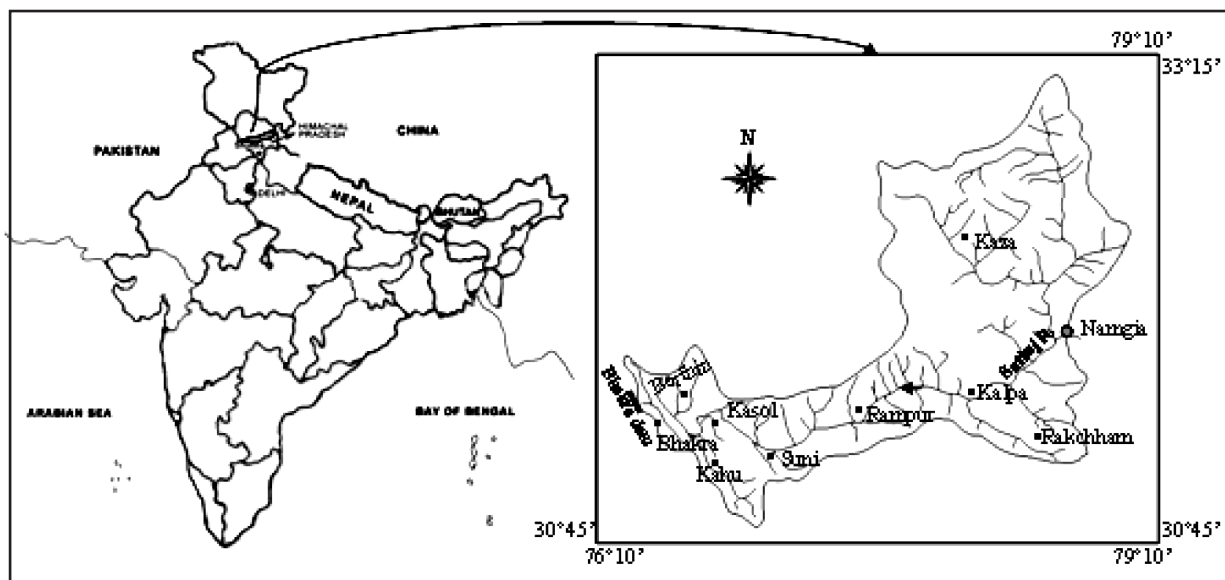 HIMACHAL
PRADESH
CHINA
PAKISTAN
DELHI
NEPAL
BHUTAN
ARABIAN SEA
BAY OF BENGAL
79°10’
33°15’
N
Kaza
Namgia
Kalpa
Rampur
Rakchham
Kasol
Bhakra
Suni
Kahu
30°45’
76°10’
30°45’
79°10’